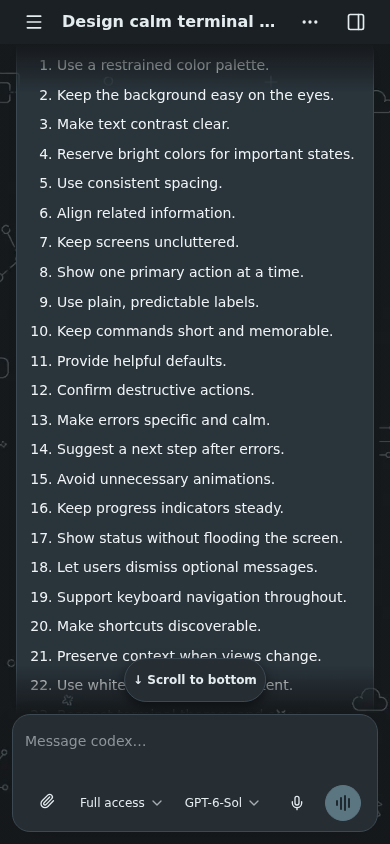 Design calm terminal ...
1. Use a restrained color palette.
2. Keep the background easy on the eyes.
3. Make text contrast clear.
4. Reserve bright colors for important states.
5. Use consistent spacing.
6. Align related information.
7. Keep screens uncluttered.
8. Show one primary action at a time.
9. Use plain, predictable labels.
10. Keep commands short and memorable.
11. Provide helpful defaults.
12. Confirm destructive actions.
13. Make errors specific and calm.
14. Suggest a next step after errors.
15. Avoid unnecessary animations.
16. Keep progress indicators steady.
17. Show status without flooding the screen.
18. Let users dismiss optional messages.
19. Support keyboard navigation throughout.
20. Make shortcuts discoverable.
21. Preserve context when views change.
22. Use white
↓ Scroll to bottom
Message codex...
Full access GPT-6-Sol